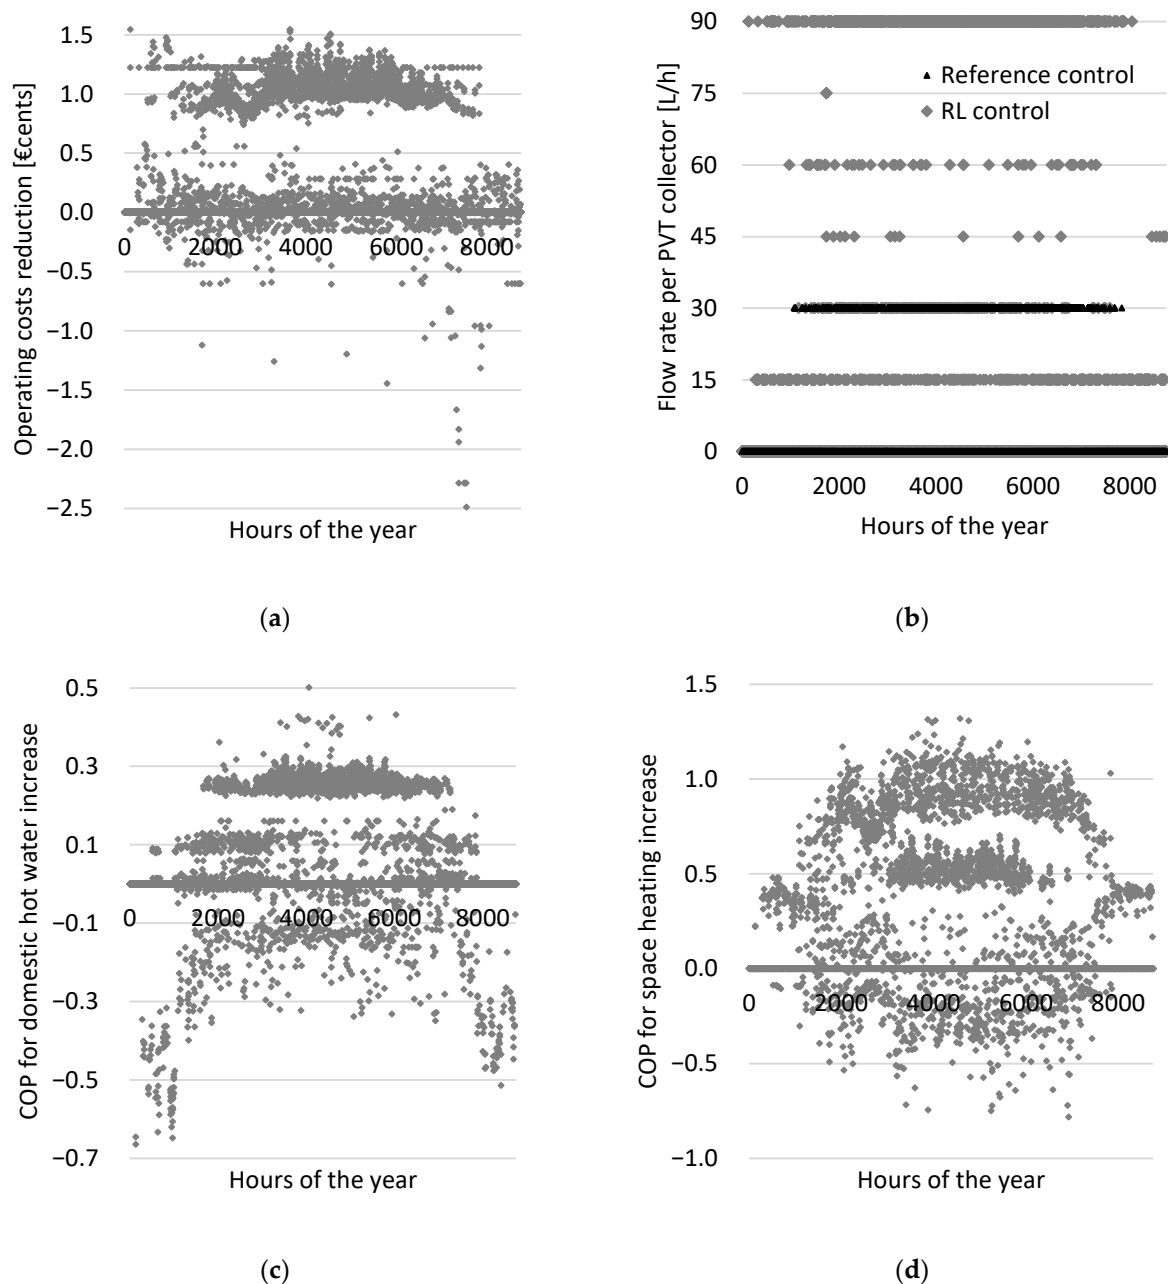 Operating costs reduction [€cents]
1.5
1.0
0.5
0.0
−0.5
−1.0
−1.5
−2.0
−2.5
0 2000 4000 6000 8000
Hours of the year
(a)
Flow rate per PVT collector [L/h]
90
75
60
45
30
15
0
Reference control
RL control
0 2000 4000 6000 8000
Hours of the year
(b)
COP for domestic hot water increase
0.5
0.3
0.1
−0.1
−0.3
−0.5
−0.7
0 2000 4000 6000 8000
Hours of the year
(c)
COP for space heating increase
1.5
1.0
0.5
0.0
−0.5
−1.0
0 2000 4000 6000 8000
Hours of the year
(d)